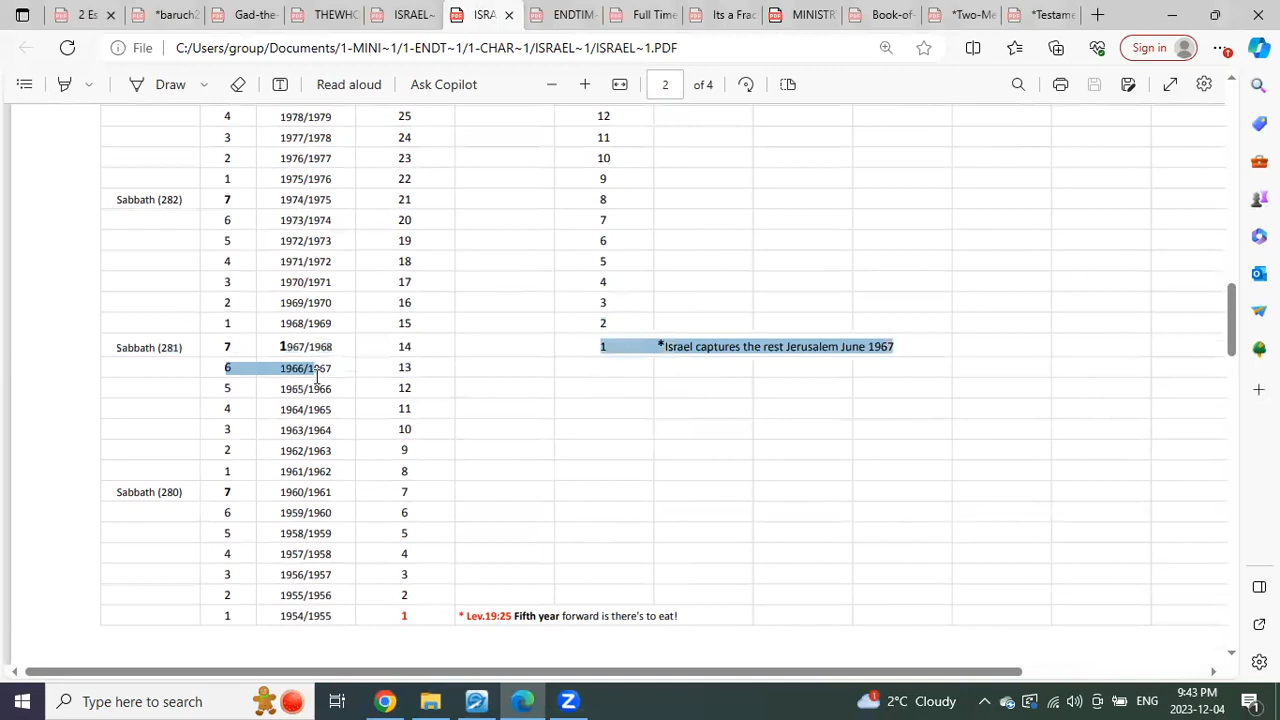 2 Es
*baruch2
Gad-the
THEWHC
ISRAEL~
ISRA
ENDTIM
Full Time
Its a Frac
MINISTR
Book-of-
*Two-Me
*Testame
File C:/Users/group/Documents/1-MINI~1/1-ENDT~1/1-CHAR~1/ISRAEL~1/ISRAEL~1.PDF Sign in
Draw Read aloud Ask Copilot 2 of 4
4 1978/1979 25 12
3 1977/1978 24 11
2 1976/1977 23 10
1 1975/1976 22 9
Sabbath (282) 7 1974/1975 21 8
6 1973/1974 20 7
5 1972/1973 19 6
4 1971/1972 18 5
3 1970/1971 17 4
2 1969/1970 16 3
1 1968/1969 15 2
Sabbath (281) 7 1967/1968 14 1 *Israel captures the rest Jerusalem June 1967
6 1966/1967 13
5 1965/1966 12
4 1964/1965 11
3 1963/1964 10
2 1962/1963 9
1 1961/1962 8
Sabbath (280) 7 1960/1961 7
6 1959/1960 6
5 1958/1959 5
4 1957/1958 4
3 1956/1957 3
2 1955/1956 2
1 1954/1955 1 * Lev.19:25 Fifth year forward is there's to eat!
Type here to search 1 2°C Cloudy ENG 9:43 PM
2023-12-04 1